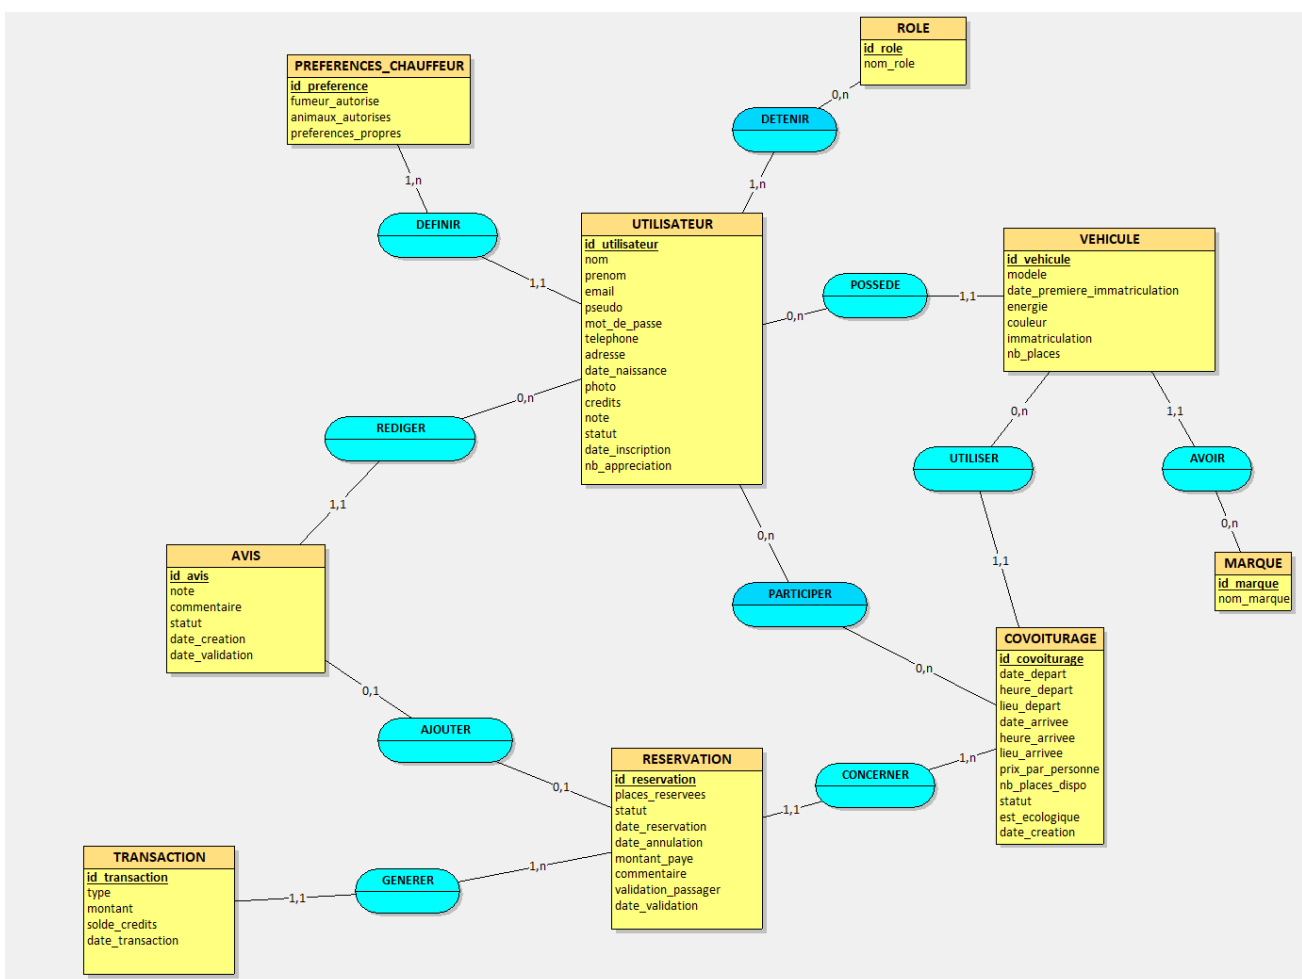 ROLE
id_role
nom_role
PREFERENCES_CHAUFFEUR
id_preference
fumeur_autorise
animaux_autorises
preferences_propres
0,n
DETENIR
1,n
1,n
DEFINIR
1,1
UTILISATEUR
id_utilisateur
nom
prenom
email
pseudo
mot_de_passe
telephone
adresse
date_naissance
photo
credits
note
statut
date_inscription
nb_appreciation
POSSEDE
0,n
1,1
VEHICULE
id_vehicule
modele
date_premiere_immatriculation
energie
couleur
immatriculation
nb_places
0,n
REDIGER
1,1
0,n
UTILISER
1,1
1,1
AVOIR
0,n
MARQUE
id_marque
nom_marque
AVIS
id_avis
note
commentaire
statut
date_creation
date_validation
0,n
PARTICIPER
0,n
COVOITURAGE
id_covoiturage
date_depart
heure_depart
lieu_depart
date_arrivee
heure_arrivee
lieu_arrivee
prix_par_personne
nb_places_dispo
statut
est_ecologique
date_creation
0,1
AJOUTER
0,1
RESERVATION
id_reservation
places_reservees
statut
date_reservation
date_annulation
montant_paye
commentaire
validation_passager
date_validation
1,n
CONCERNER
1,1
TRANSACTION
id_transaction
type
montant
solde_credits
date_transaction
1,1
GENERER
1,n